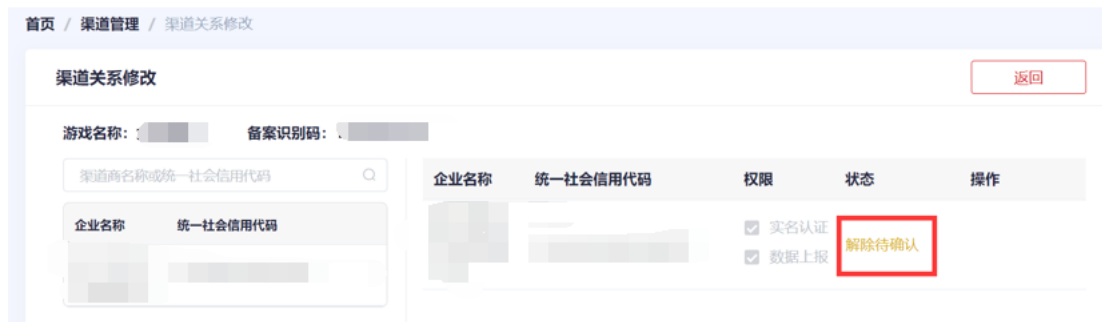 首页 / 渠道管理 / 渠道关系修改
渠道关系修改
返回
游戏名称：
备案识别码：
渠道商名称或统一社会信用代码
企业名称 统一社会信用代码
企业名称 统一社会信用代码 权限 状态 操作
实名认证
数据上报
解除待确认